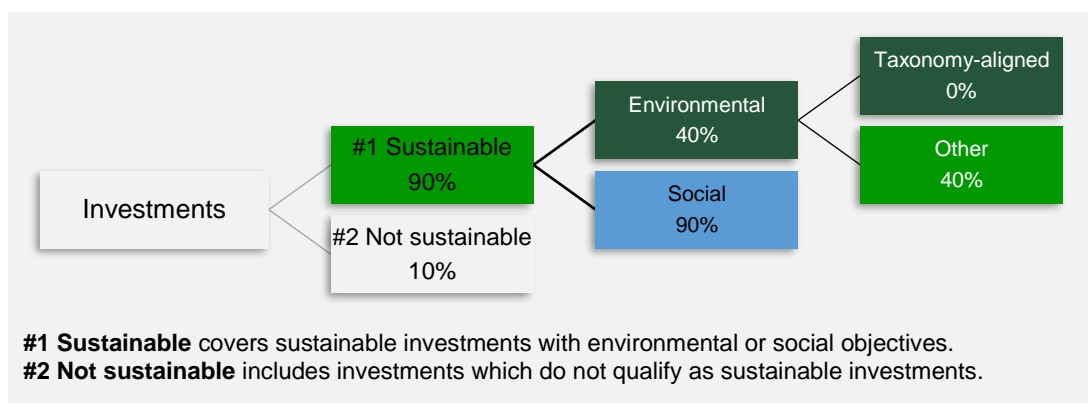 Investments
#1 Sustainable
90%
#2 Not sustainable
10%
Environmental
40%
Social
90%
Taxonomy-aligned
0%
Other
40%
#1 Sustainable covers sustainable investments with environmental or social objectives.
#2 Not sustainable includes investments which do not qualify as sustainable investments.